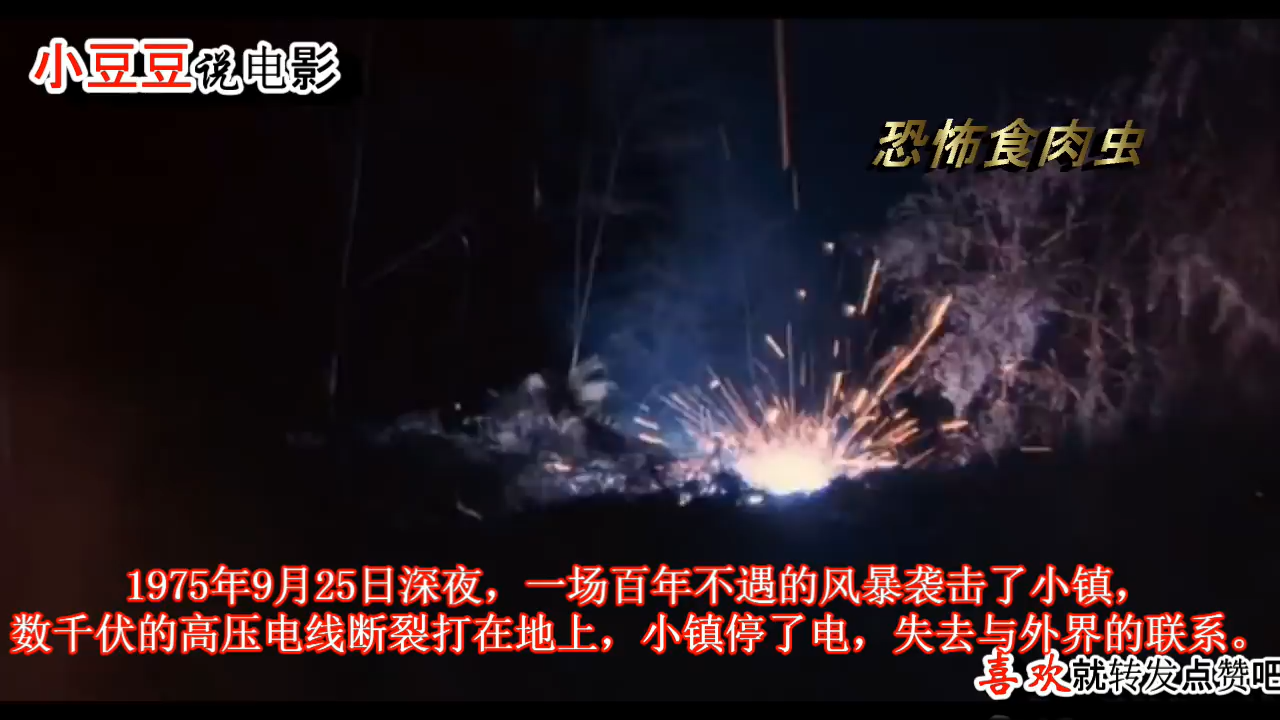 小豆豆说电影
恐怖食肉虫
1975年9月25日深夜，一场百年不遇的风暴袭击了小镇，
数千伏的高压电线断裂打在地上，小镇停了电，失去与外界的联系。
喜欢就转发点赞吧